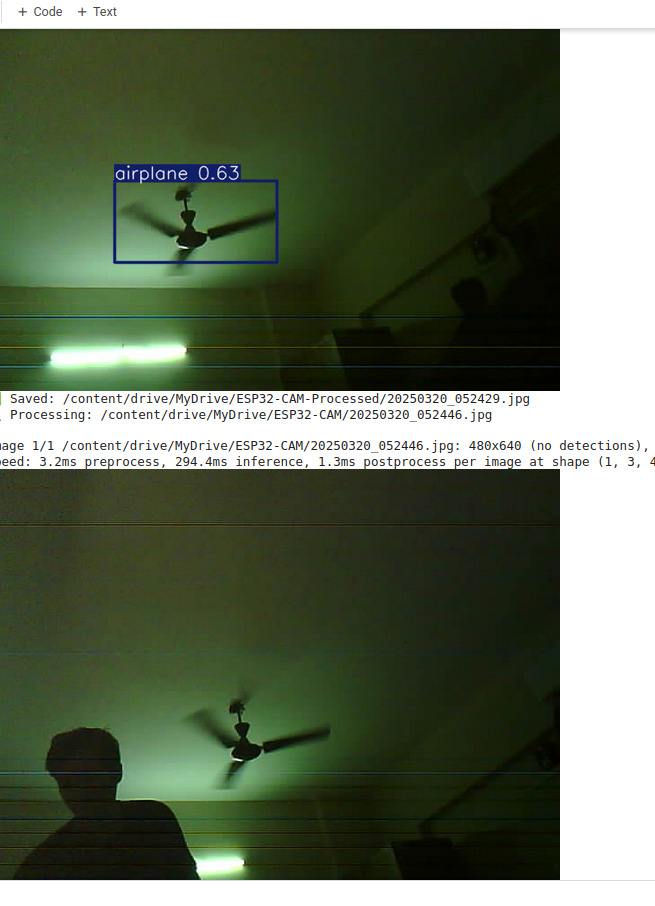 + Code + Text
airplane 0.63
Saved: /content/drive/MyDrive/ESP32-CAM-Processed/20250320_052429.jpg
Processing: /content/drive/MyDrive/ESP32-CAM/20250320_052446.jpg
mage 1/1 /content/drive/MyDrive/ESP32-CAM/20250320_052446.jpg: 480x640 (no detections),
peed: 3.2ms preprocess, 294.4ms inference, 1.3ms postprocess per image at shape (1, 3, 4